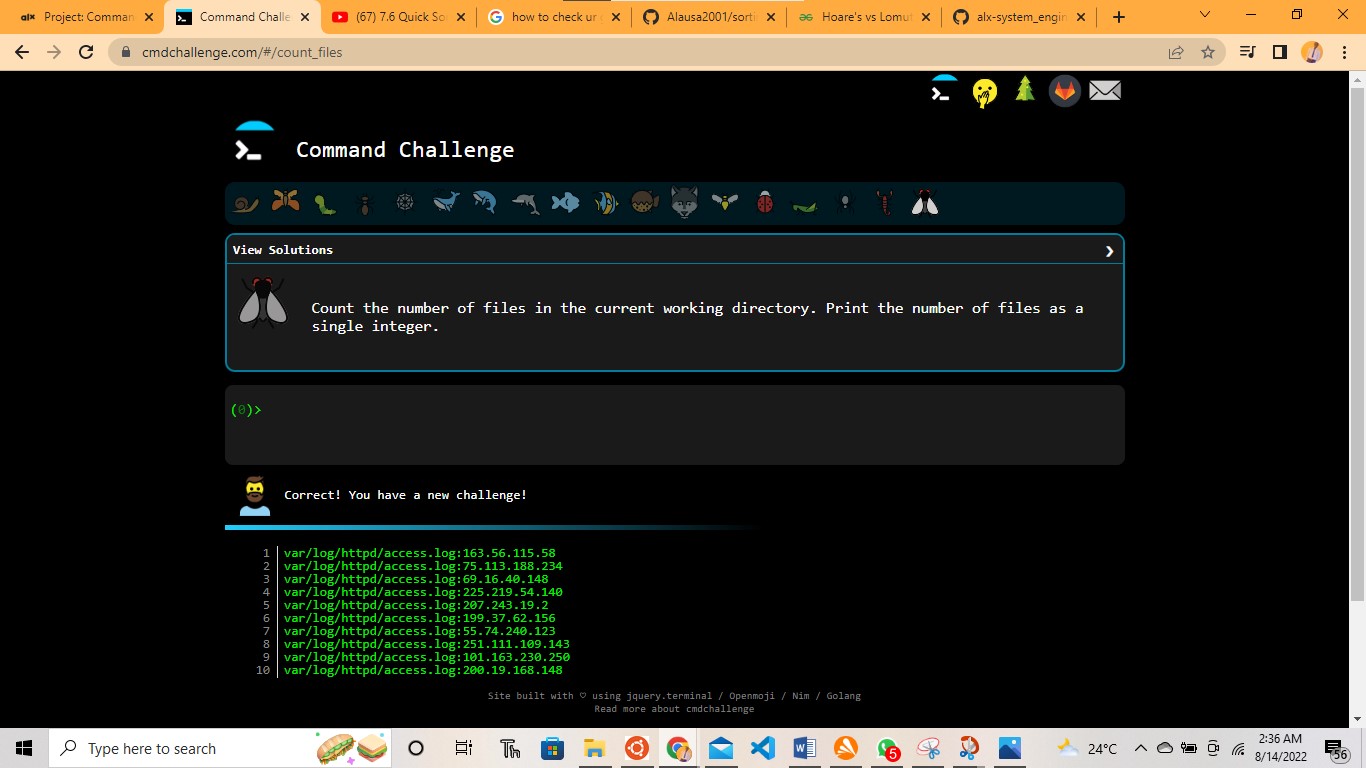 alx Project: Comman
Command Challe
(67) 7.6 Quick So
how to check ur
Alausa2001/sorti
Hoare's vs Lomut
alx-system_engin
cmdchallenge.com/#/count_files
Command Challenge
View Solutions
Count the number of files in the current working directory. Print the number of files as a
single integer.
(0)>
Correct! You have a new challenge!
1 var/log/httpd/access.log:163.56.115.58
2 var/log/httpd/access.log:75.113.188.234
3 var/log/httpd/access.log:69.16.40.148
4 var/log/httpd/access.log:225.219.54.140
5 var/log/httpd/access.log:207.243.19.2
6 var/log/httpd/access.log:199.37.62.156
7 var/log/httpd/access.log:55.74.240.123
8 var/log/httpd/access.log:251.111.109.143
9 var/log/httpd/access.log:101.163.230.250
10 var/log/httpd/access.log:200.19.168.148
Site built with ♡ using jquery.terminal / Openmoji / Nim / Golang
Read more about cmdchallenge
Type here to search
Th
5
24°C
2:36 AM
8/14/2022
56